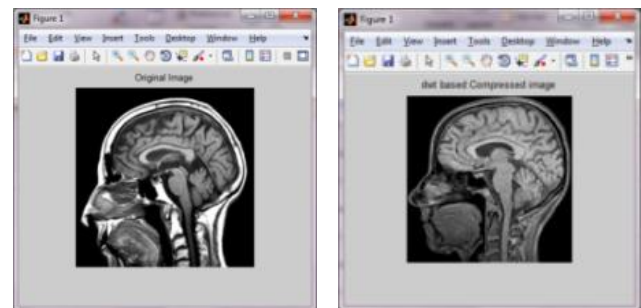 Figure 1
File Edit View Insert Tools Desktop Window Help
Original Image
Figure 1
File Edit View Insert Tools Desktop Window Help
dwt based Compressed image